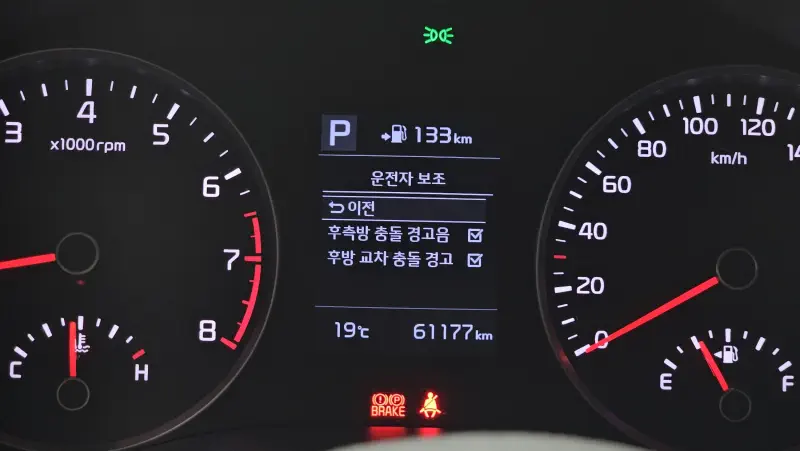 3
4
5
6
7
8
x1000rpm
C
H
P
133km
운전자 보조
이전
후측방 충돌 경고음
후방 교차 충돌 경고
19℃
61177km
BRAKE
P
0
20
40
60
80
100
120
14
km/h
E
F